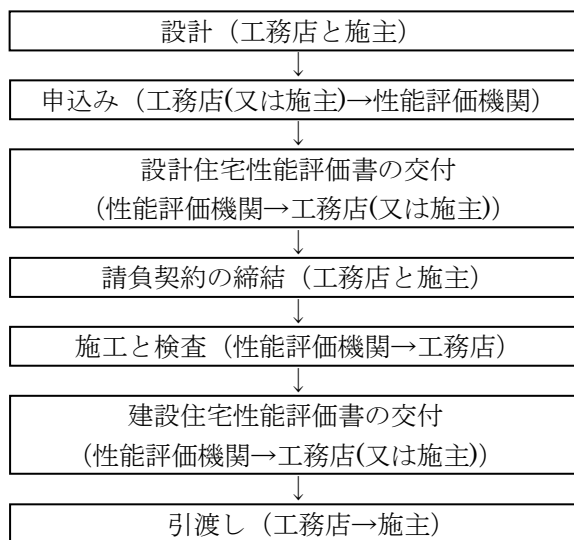 設計（工務店と施主）
↓
申込み（工務店(又は施主)→性能評価機関）
↓
設計住宅性能評価書の交付
（性能評価機関→工務店(又は施主)）
↓
請負契約の締結（工務店と施主）
↓
施工と検査（性能評価機関→工務店）
↓
建設住宅性能評価書の交付
（性能評価機関→工務店(又は施主)）
↓
引渡し（工務店→施主）